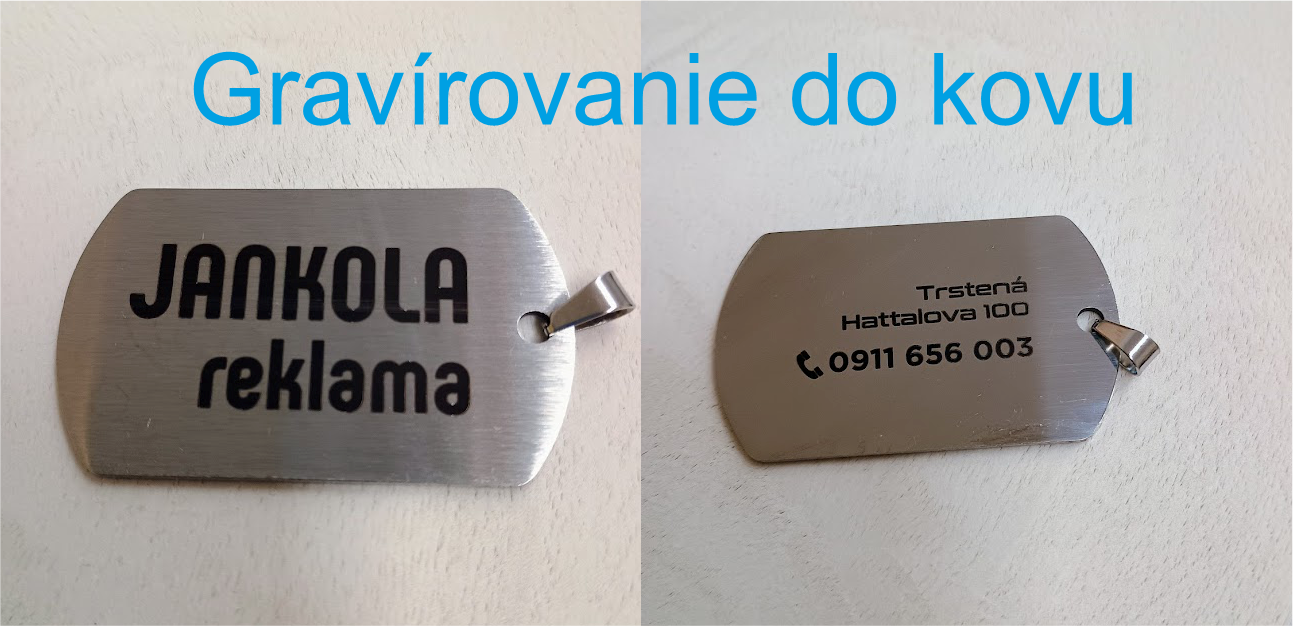 Gravírovanie do kovu
JANKOLA
reklama
Trstená
Hattalova 100
0911 656 003